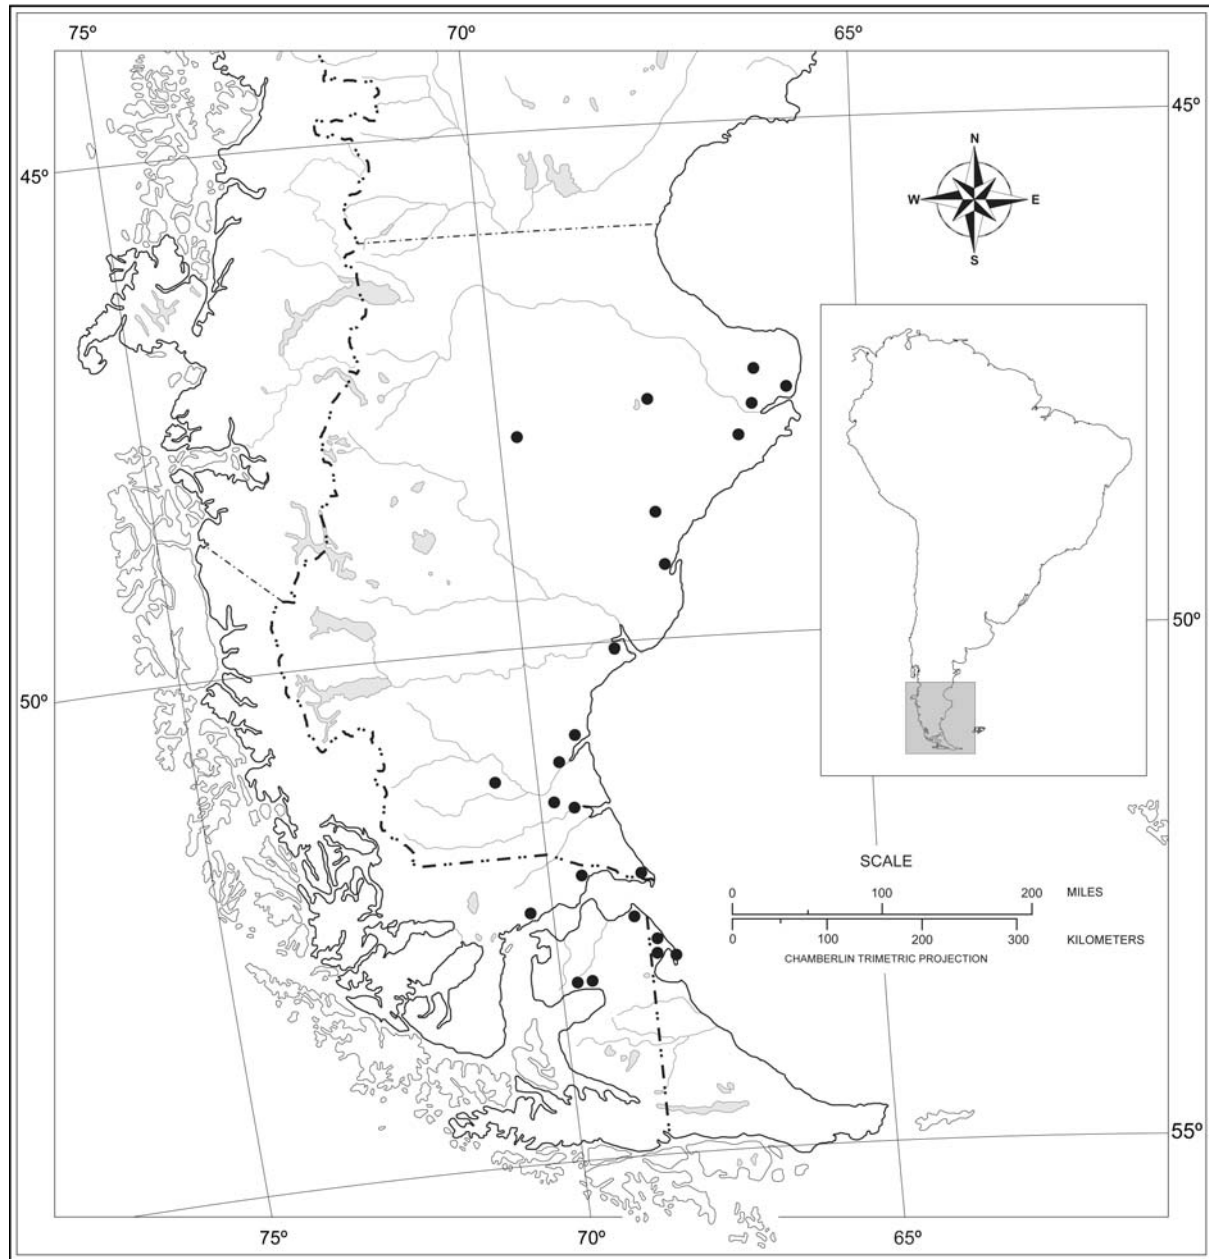 75º 70º 65º
45º
45º
N
W E
S
50º
50º
SCALE
0 100 200 MILES
0 100 200 300 KILOMETERS
CHAMBERLIN TRIMETRIC PROJECTION
55º
75º 70º 65º